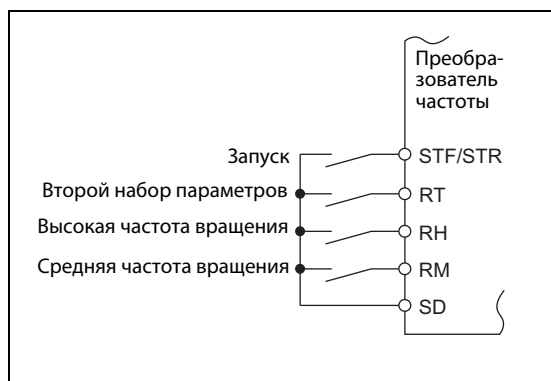 Преобра-
зователь
частоты
Запуск STF/STR
Второй набор параметров RT
Высокая частота вращения RH
Средняя частота вращения RM
SD